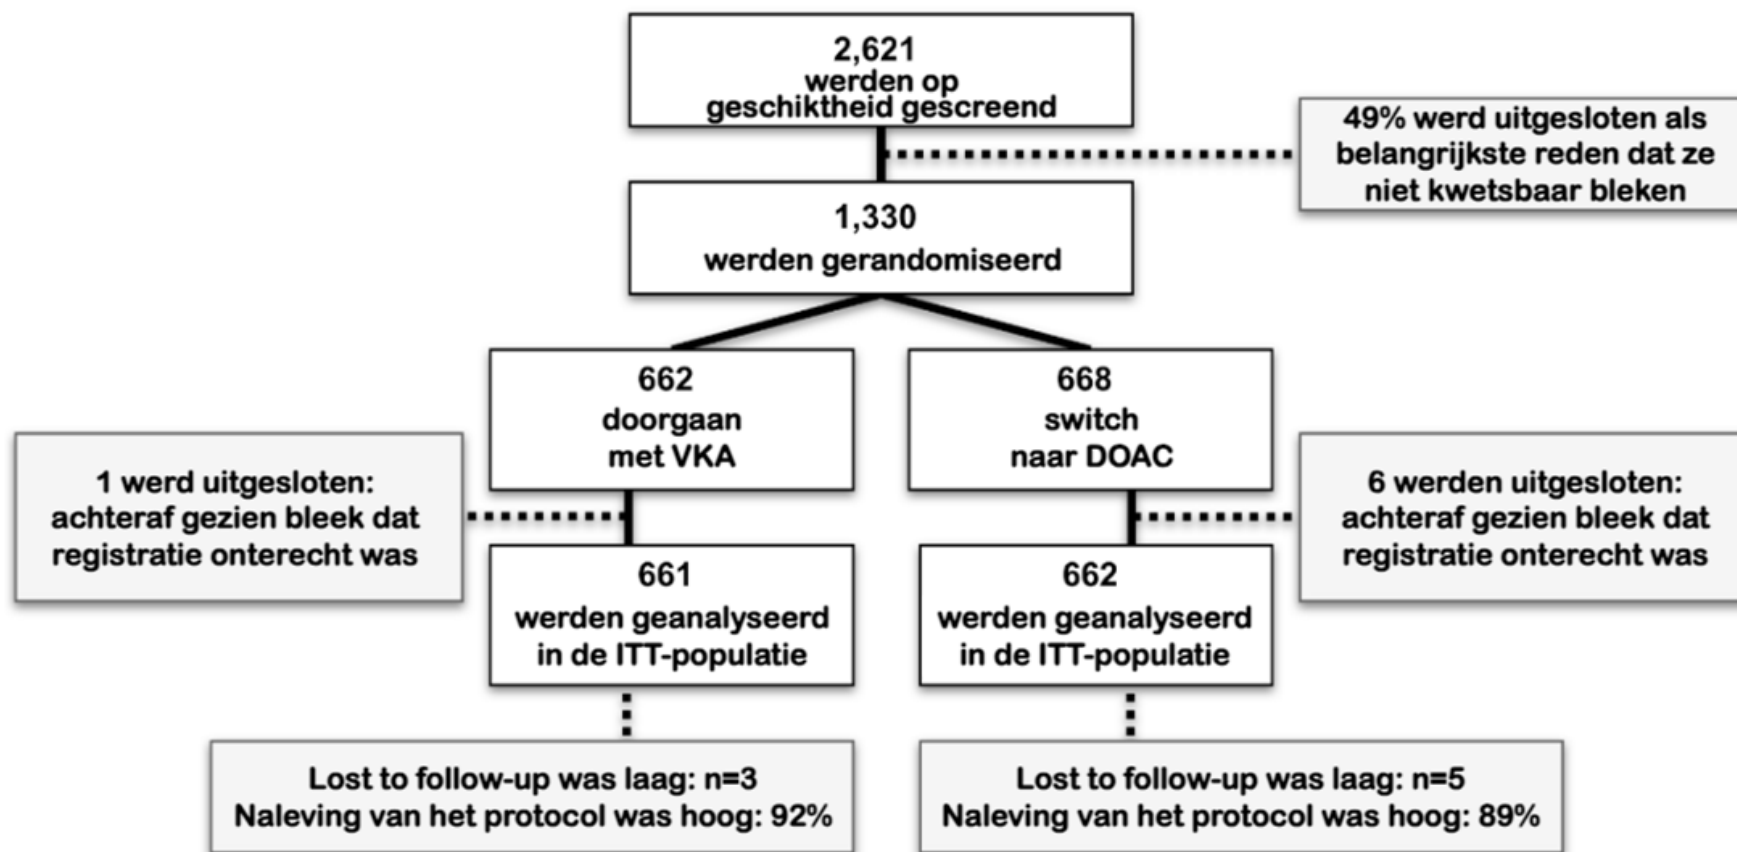 2,621
werden op
geschiktheid gescreend
49% werd uitgesloten als
belangrijkste reden dat ze
niet kwetsbaar bleken
1,330
werden gerandomiseerd
662
doorgaan
met VKA
668
switch
naar DOAC
1 werd uitgesloten:
achteraf gezien bleek dat
registratie onterecht was
6 werden uitgesloten:
achteraf gezien bleek dat
registratie onterecht was
661
werden geanalyseerd
in de ITT-populatie
662
werden geanalyseerd
in de ITT-populatie
Lost to follow-up was laag: n=3
Naleving van het protocol was hoog: 92%
Lost to follow-up was laag: n=5
Naleving van het protocol was hoog: 89%